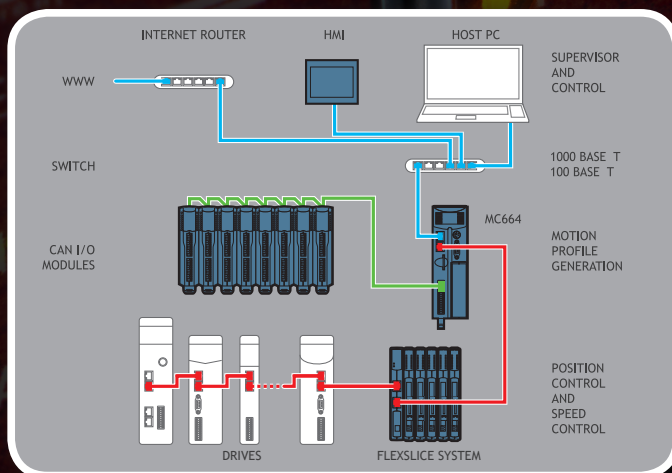 INTERNET ROUTER
HMI
HOST PC
WWW
SUPERVISOR
AND
CONTROL
SWITCH
1000 BASE T
100 BASE T
MC664
CAN I/O
MODULES
MOTION
PROFILE
GENERATION
POSITION
CONTROL
AND
SPEED
CONTROL
DRIVES
FLEXSLICE SYSTEM